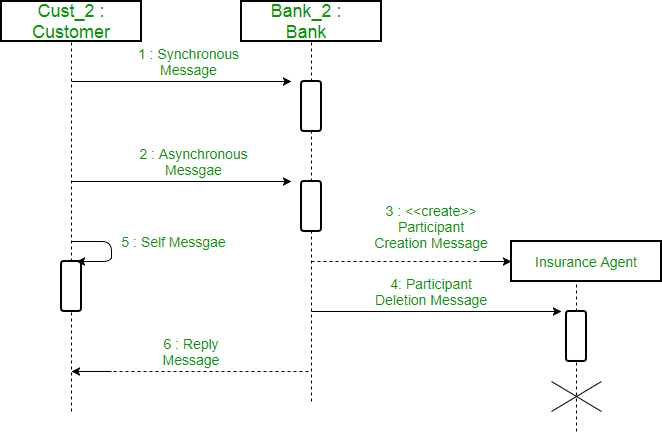 Cust_2 :
Customer
Bank_2 :
Bank
1 : Synchronous
Message
2 : Asynchronous
Messgae
3 : <<create>>
Participant
Creation Message
5 : Self Messgae
Insurance Agent
4: Participant
Deletion Message
6 : Reply
Message